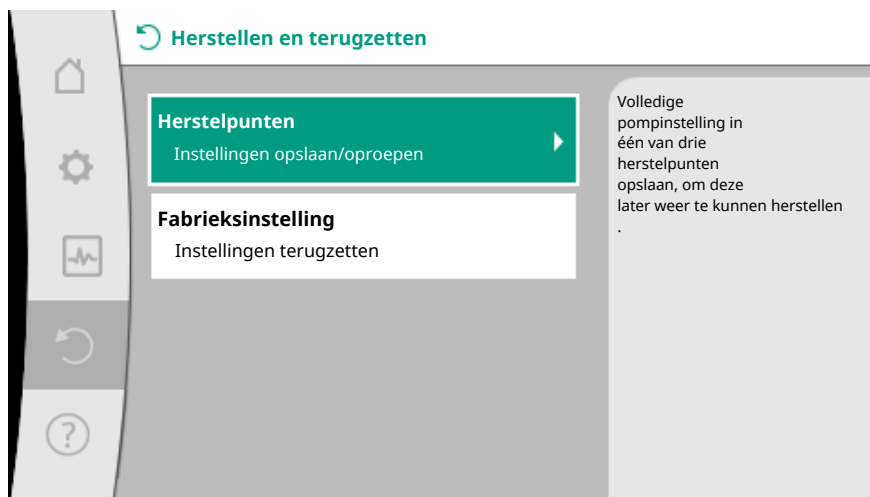 Herstellen en terugzetten
Herstelpunten
Instellingen opslaan/oproepen
Fabrieksinstelling
Instellingen terugzetten
Volledige
pompinstelling in
één van drie
herstelpunten
opslaan, om deze
later weer te kunnen herstellen
.
?